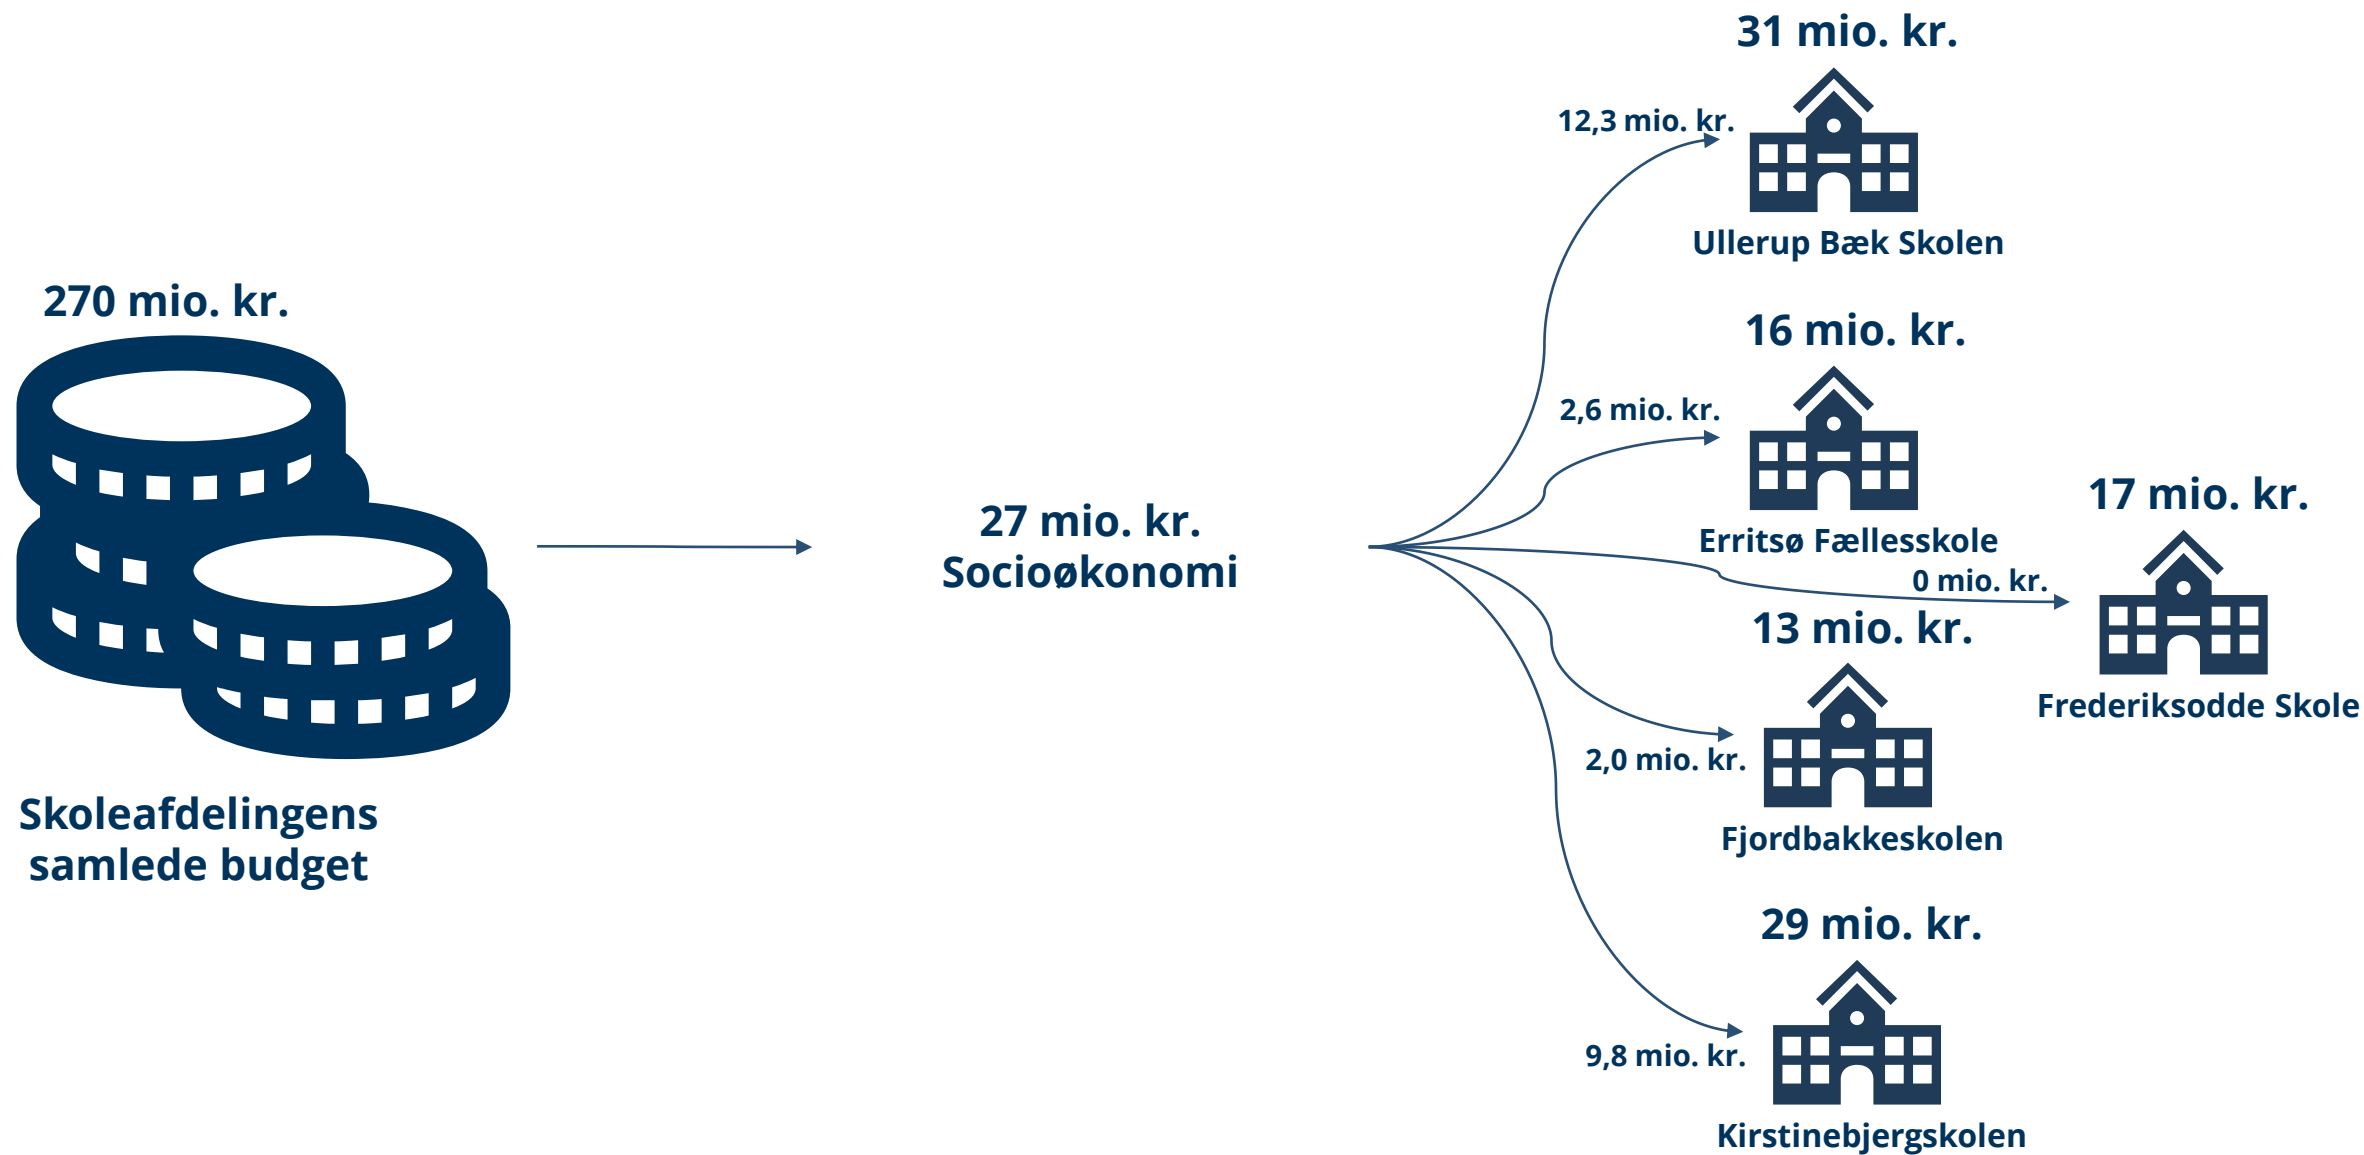 270 mio. kr.
Skoleafdelingens
samlede budget
27 mio. kr.
Socioøkonomi
31 mio. kr.
12,3 mio. kr.
Ullerup Bæk Skolen
16 mio. kr.
2,6 mio. kr.
Erritsø Fællesskole
17 mio. kr.
0 mio. kr.
Frederiksodde Skole
13 mio. kr.
2,0 mio. kr.
Fjordbakkeskolen
29 mio. kr.
9,8 mio. kr.
Kirstinebjergskolen